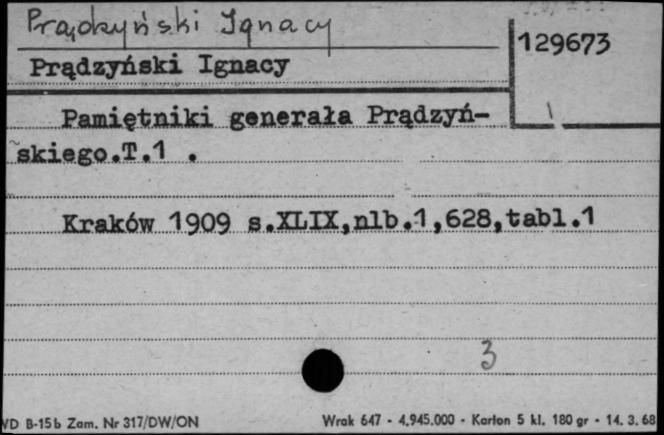 Prądzyński Ignacy
129673
Prądzyński Ignacy
Pamiętniki generała Prądzyń-
skiego.T.1 .
Kraków 1909 s.XLIX,nlb.1,628,tabl.1
3
VD B-15b Zam. Nr 317/DW/ON
Wrak 647 - 4.945.000 - Karton 5 kl. 180 gr - 14. 3. 68